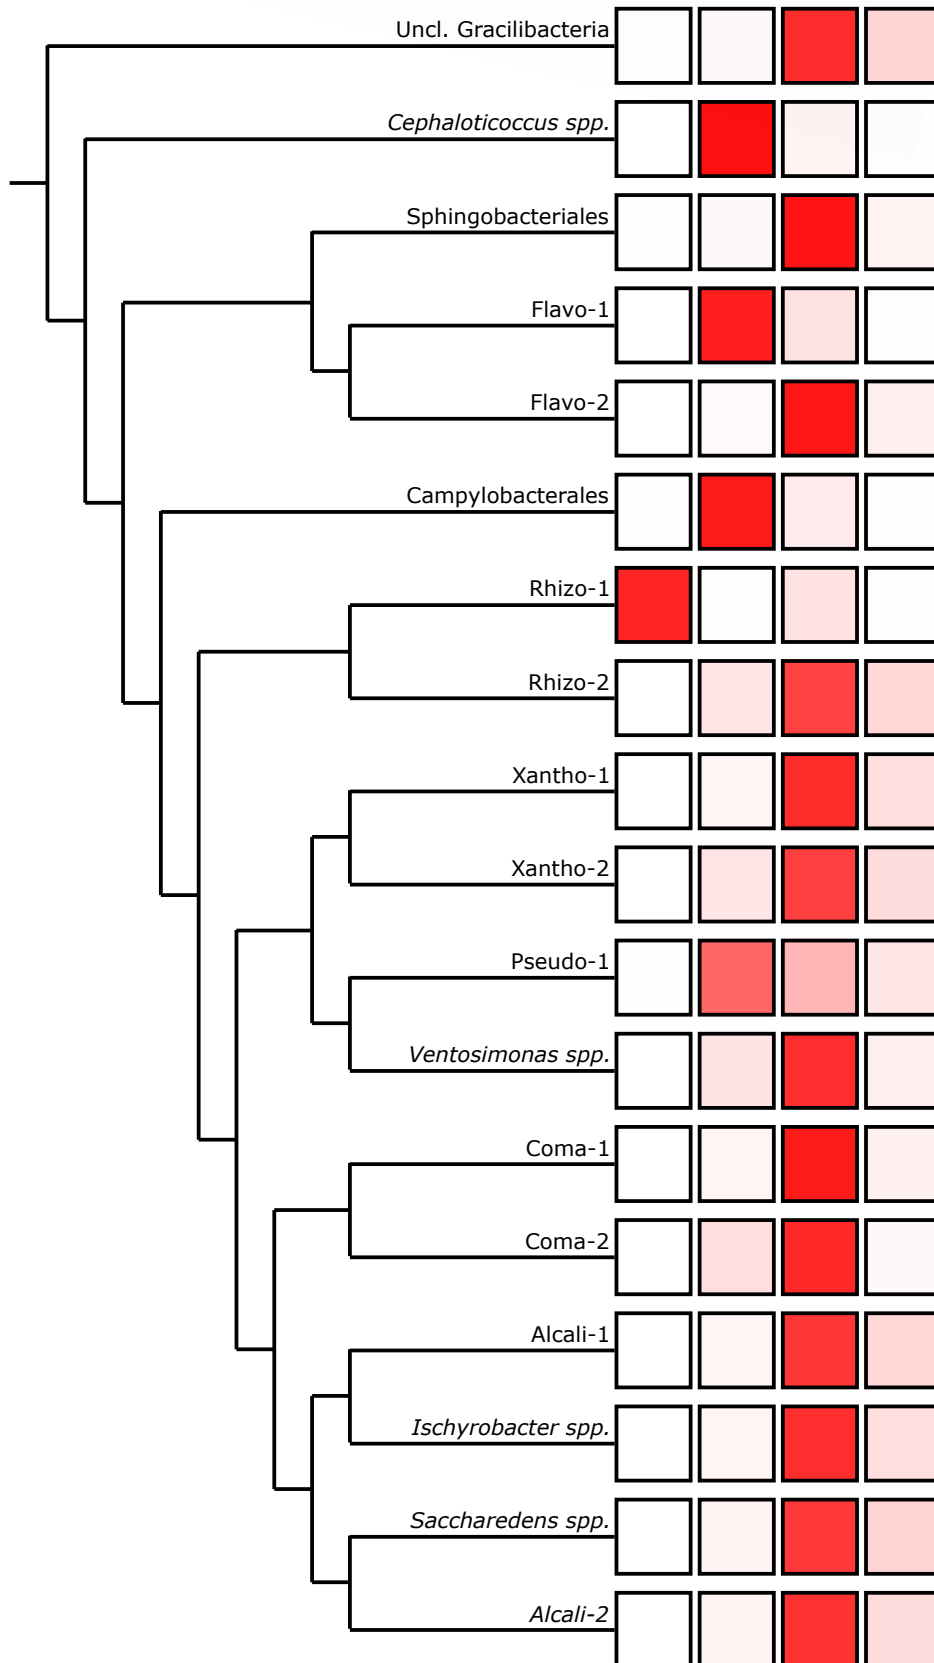 Uncl. Gracilibacteria
Cephaloticoccus spp.
Sphingobacteriales
Flavo-1
Flavo-2
Campylobacterales
Rhizo-1
Rhizo-2
Xantho-1
Xantho-2
Pseudo-1
Ventosimonas spp.
Coma-1
Coma-2
Alcali-1
Ischyrobacter spp.
Saccharedens spp.
Alcali-2